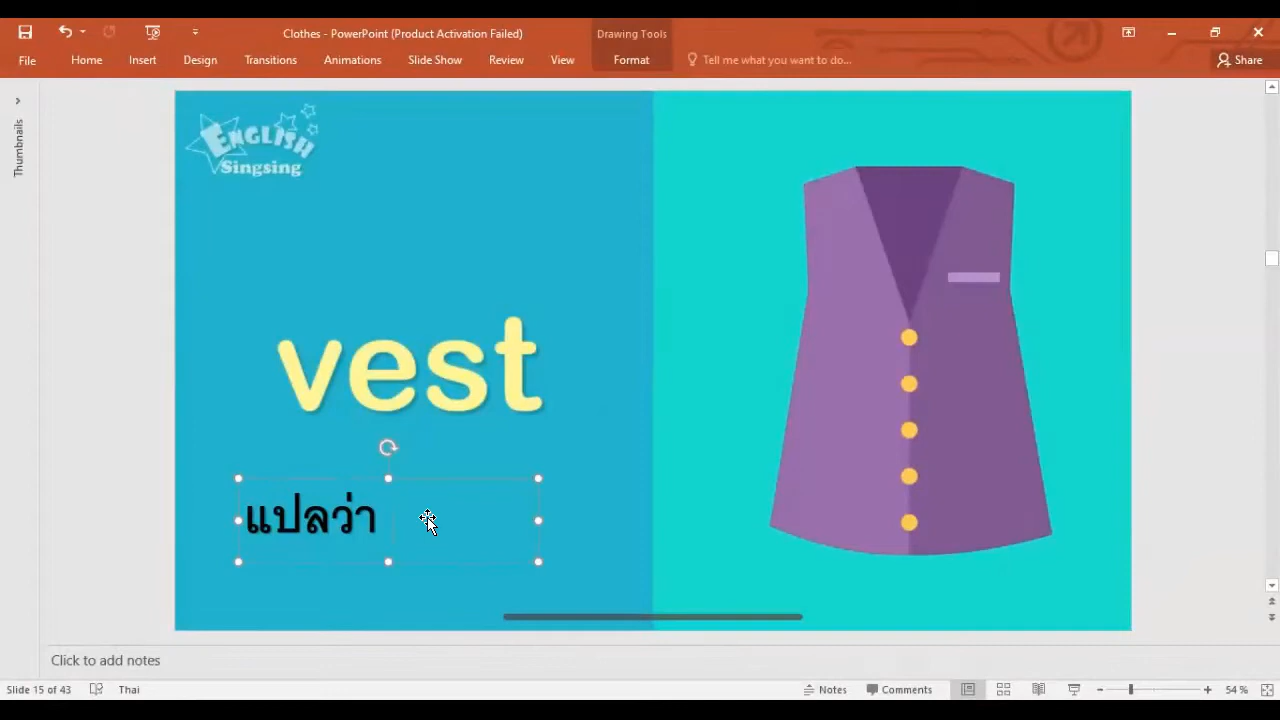 Clothes - PowerPoint (Product Activation Failed)
Drawing Tools
File
Home
Insert
Design
Transitions
Animations
Slide Show
Review
View
Format
Tell me what you want to do...
Share
Thumbnails
ENGLISH
Singsing
vest
แปลว่า
Click to add notes
Slide 15 of 43
Thai
Notes
Comments
54 %